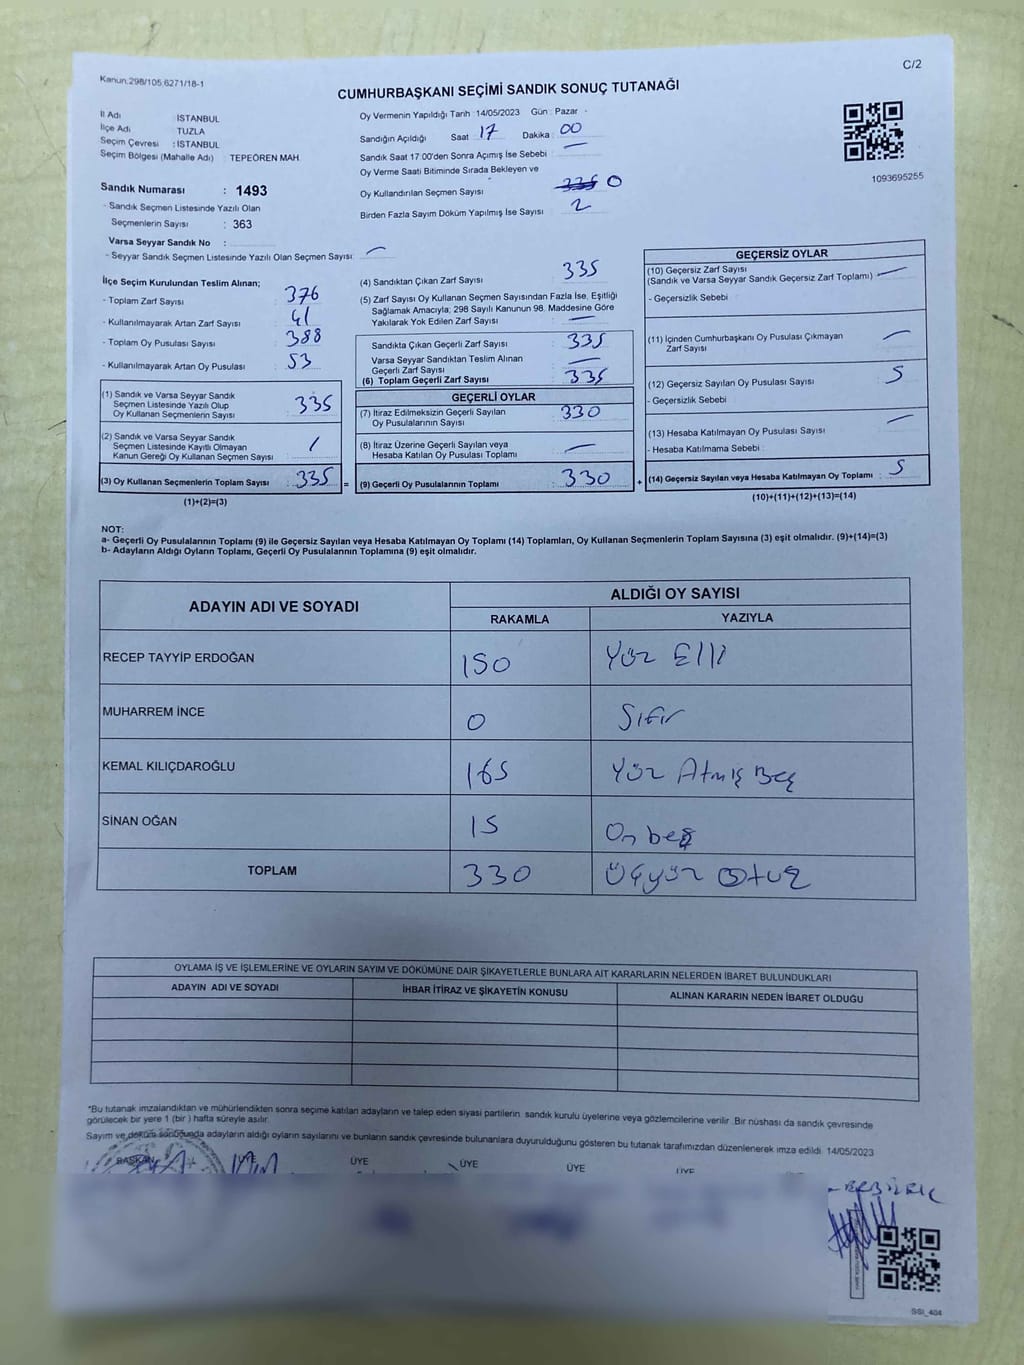 Kanun:298/105,6271/18-1
C/2
CUMHURBAŞKANI SEÇİMİ SANDIK SONUÇ TUTANAĞI
İl Adı İSTANBUL
İlçe Adı TUZLA
Seçim Çevresi : İSTANBUL
Seçim Bölgesi (Mahalle Adı) : TEPEÖREN MAH.
Sandık Numarası : 1493
- Sandık Seçmen Listesinde Yazılı Olan
Seçmenlerin Sayısı : 363
Varsa Seyyar Sandık No :
- Seyyar Sandık Seçmen Listesinde Yazılı Olan Seçmen Sayısı: —
Oy Vermenin Yapıldığı Tarih :14/05/2023 Gün : Pazar
Sandığın Açıldığı Saat 17 Dakika : 00
Sandık Saat 17:00'den Sonra Açımış İse Sebebi : —
Oy Verme Saati Bitiminde Sırada Bekleyen ve
Oy Kullandırılan Seçmen Sayısı 0
Birden Fazla Sayım Döküm Yapılmış İse Sayısı : 2
1093695255
İlçe Seçim Kurulundan Teslim Alınan;
- Toplam Zarf Sayısı : 376
- Kullanılmayarak Artan Zarf Sayısı : 41
- Toplam Oy Pusulası Sayısı : 388
- Kullanılmayarak Artan Oy Pusulası : 53
(1) Sandık ve Varsa Seyyar Sandık
Seçmen Listesinde Yazılı Olup
Oy Kullanan Seçmenlerin Sayısı : 335
(2) Sandık ve Varsa Seyyar Sandık
Seçmen Listesinde Kayıtlı Olmayan
Kanun Gereği Oy Kullanan Seçmen Sayısı : /
(3) Oy Kullanan Seçmenlerin Toplam Sayısı : 335 =
(1)+(2)=(3)
(4) Sandıktan Çıkan Zarf Sayısı : 335
(5) Zarf Sayısı Oy Kullanan Seçmen Sayısından Fazla İse, Eşitliği
Sağlamak Amacıyla; 298 Sayılı Kanunun 98. Maddesine Göre
Yakılarak Yok Edilen Zarf Sayısı : —
Sandıkta Çıkan Geçerli Zarf Sayısı : 335
Varsa Seyyar Sandıktan Teslim Alınan
Geçerli Zarf Sayısı : —
(6) Toplam Geçerli Zarf Sayısı : 335
GEÇERLİ OYLAR
(7) İtiraz Edilmeksizin Geçerli Sayılan
Oy Pusulalarının Sayısı : 330
(8) İtiraz Üzerine Geçerli Sayılan veya
Hesaba Katılan Oy Pusulası Toplamı : —
(9) Geçerli Oy Pusulalarının Toplamı : 330 +
GEÇERSİZ OYLAR
(10) Geçersiz Zarf Sayısı
(Sandık ve Varsa Seyyar Sandık Geçersiz Zarf Toplamı) : —
- Geçersizlik Sebebi :
(11) İçinden Cumhurbaşkanı Oy Pusulası Çıkmayan
Zarf Sayısı : —
(12) Geçersiz Sayılan Oy Pusulası Sayısı : 5
- Geçersizlik Sebebi
(13) Hesaba Katılmayan Oy Pusulası Sayısı : —
- Hesaba Katılmama Sebebi :
(14) Geçersiz Sayılan veya Hesaba Katılmayan Oy Toplamı : 5
(10)+(11)+(12)+(13)=(14)
NOT:
a- Geçerli Oy Pusulalarının Toplamı (9) ile Geçersiz Sayılan veya Hesaba Katılmayan Oy Toplamı (14) Toplamları, Oy Kullanan Seçmenlerin Toplam Sayısına (3) eşit olmalıdır. (9)+(14)=(3)
b- Adayların Aldığı Oyların Toplamı, Geçerli Oy Pusulalarının Toplamına (9) eşit olmalıdır.
ADAYIN ADI VE SOYADI
ALDIĞI OY SAYISI
RAKAMLA YAZIYLA
RECEP TAYYİP ERDOĞAN 150 Yüz Elli
MUHARREM İNCE 0 Sıfır
KEMAL KILIÇDAROĞLU 165 Yüz Atmış Beş
SİNAN OĞAN 15 On beş
TOPLAM 330 Üçyüz Otuz
OYLAMA İŞ VE İŞLEMLERİNE VE OYLARIN SAYIM VE DÖKÜMÜNE DAİR ŞİKAYETLERLE BUNLARA AİT KARARLARIN NELERDEN İBARET BULUNDUKLARI
ADAYIN ADI VE SOYADI İHBAR İTİRAZ VE ŞİKAYETİN KONUSU ALINAN KARARIN NEDEN İBARET OLDUĞU
*Bu tutanak imzalandıktan ve mühürlendikten sonra seçime katılan adayların ve talep eden siyasi partilerin sandık kurulu üyelerine veya gözlemcilerine verilir. Bir nüshası da sandık çevresinde
görülecek bir yere 1 (bir) hafta süreyle asılır.
Sayım ve döküm sonucunda adayların aldığı oyların sayılarını ve bunların sandık çevresinde bulunanlara duyurulduğunu gösteren bu tutanak tarafımızdan düzenlenerek imza edildi. 14/05/2023
BAŞKAN ÜYE ÜYE ÜYE ÜYE ÜYE
SSI_404